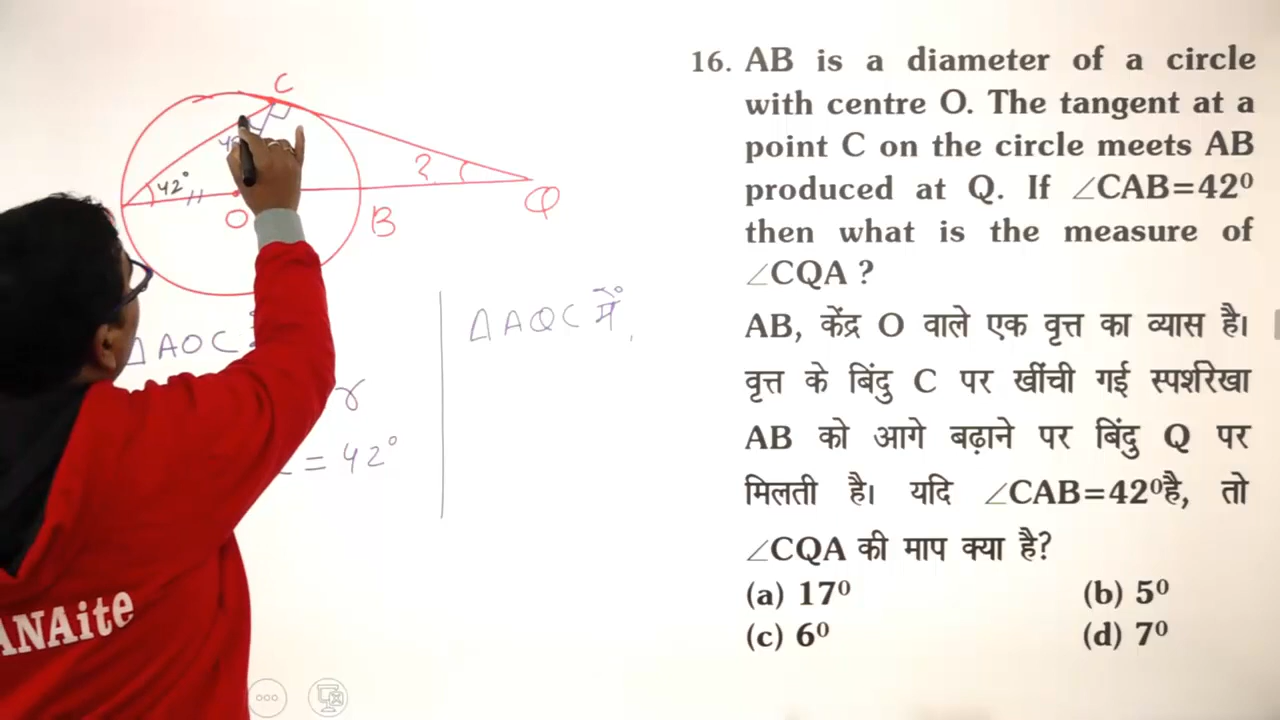 C
42°
2
O
B
Q
△AOC
△AQC में,
r
= 42°
ANAite
16. AB is a diameter of a circle
with centre O. The tangent at a
point C on the circle meets AB
produced at Q. If ∠CAB=42⁰
then what is the measure of
∠CQA ?
AB, केंद्र O वाले एक वृत्त का व्यास है।
वृत्त के बिंदु C पर खींची गई स्पर्शरेखा
AB को आगे बढ़ाने पर बिंदु Q पर
मिलती है। यदि ∠CAB=42⁰है, तो
∠CQA की माप क्या है?
(a) 17⁰ (b) 5⁰
(c) 6⁰ (d) 7⁰